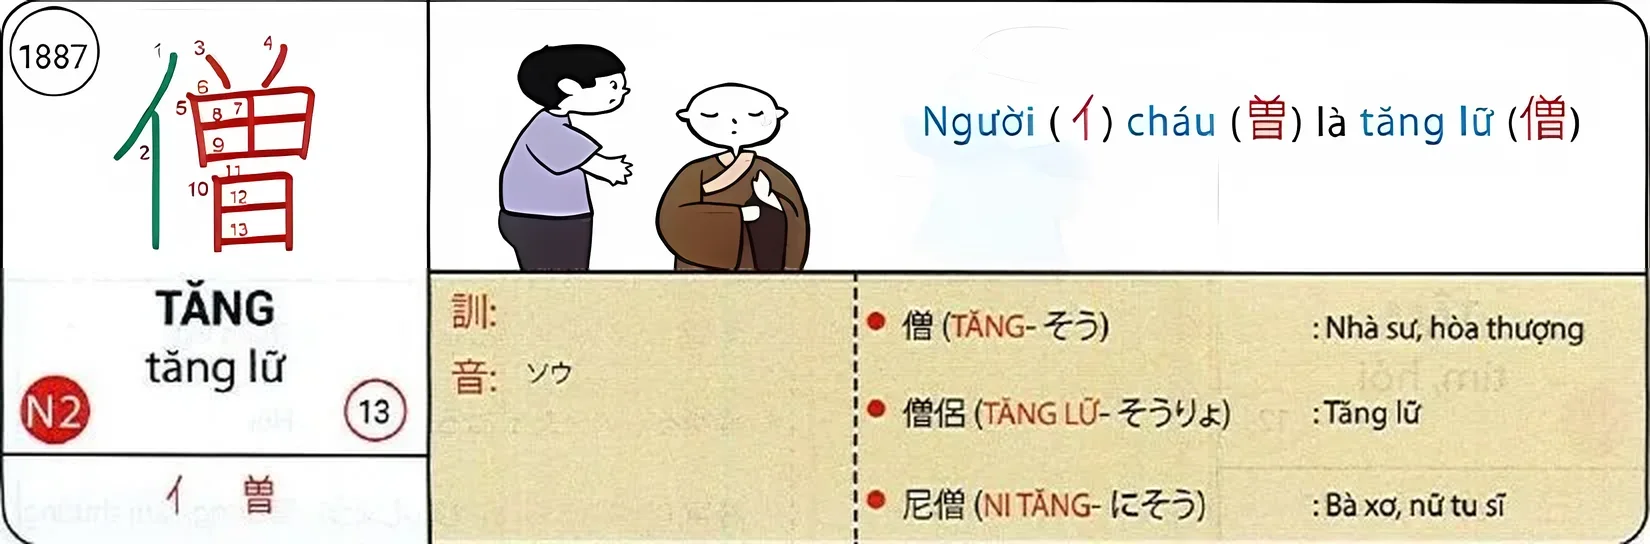 1887
僧
1 2 3 4 5 6 7 8 9 10 11 12 13
TĂNG
tăng lữ
N2
13
亻 曽
Người (亻) cháu (曽) là tăng lữ (僧)
訓:
音: ソウ
僧 (TĂNG- そう) : Nhà sư, hòa thượng
僧侶 (TĂNG LỮ- そうりょ) : Tăng lữ
尼僧 (NI TĂNG- にそう) : Bà xơ, nữ tu sĩ